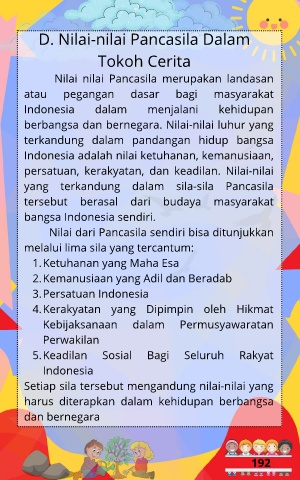 D. Nilai-nilai Pancasila Dalam
Tokoh Cerita
Nilai nilai Pancasila merupakan landasan
atau pegangan dasar bagi masyarakat
Indonesia dalam menjalani kehidupan
berbangsa dan bernegara. Nilai-nilai luhur yang
terkandung dalam pandangan hidup bangsa
Indonesia adalah nilai ketuhanan, kemanusiaan,
persatuan, kerakyatan, dan keadilan. Nilai-nilai
yang terkandung dalam sila-sila Pancasila
tersebut berasal dari budaya masyarakat
bangsa Indonesia sendiri.
Nilai dari Pancasila sendiri bisa ditunjukkan
melalui lima sila yang tercantum:
1. Ketuhanan yang Maha Esa
2. Kemanusiaan yang Adil dan Beradab
3. Persatuan Indonesia
4. Kerakyatan yang Dipimpin oleh Hikmat
Kebijaksanaan dalam Permusyawaratan
Perwakilan
5. Keadilan Sosial Bagi Seluruh Rakyat
Indonesia
Setiap sila tersebut mengandung nilai-nilai yang
harus diterapkan dalam kehidupan berbangsa
dan bernegara
192